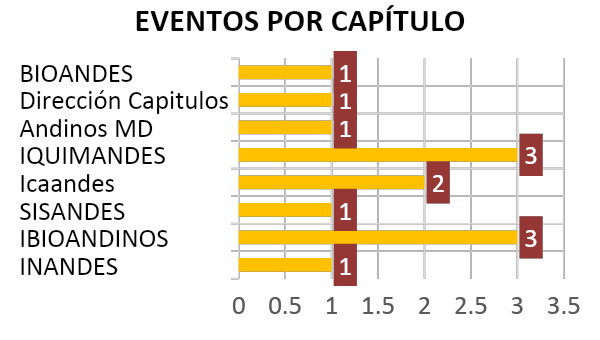 EVENTOS POR CAPÍTULO
BIOANDES 1
Dirección Capitulos 1
Andinos MD 1
IQUIMANDES 3
Icaandes 2
SISANDES 1
IBIOANDINOS 3
INANDES 1
0 0.5 1 1.5 2 2.5 3 3.5